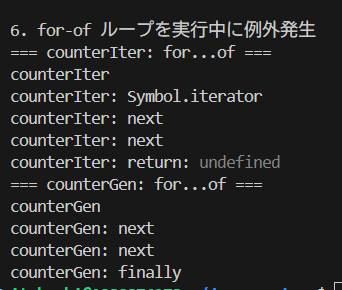 6. for-of ループを実行中に例外発生
=== counterIter: for...of ===
counterIter
counterIter: Symbol.iterator
counterIter: next
counterIter: next
counterIter: return: undefined
=== counterGen: for...of ===
counterGen
counterGen: next
counterGen: next
counterGen: finally